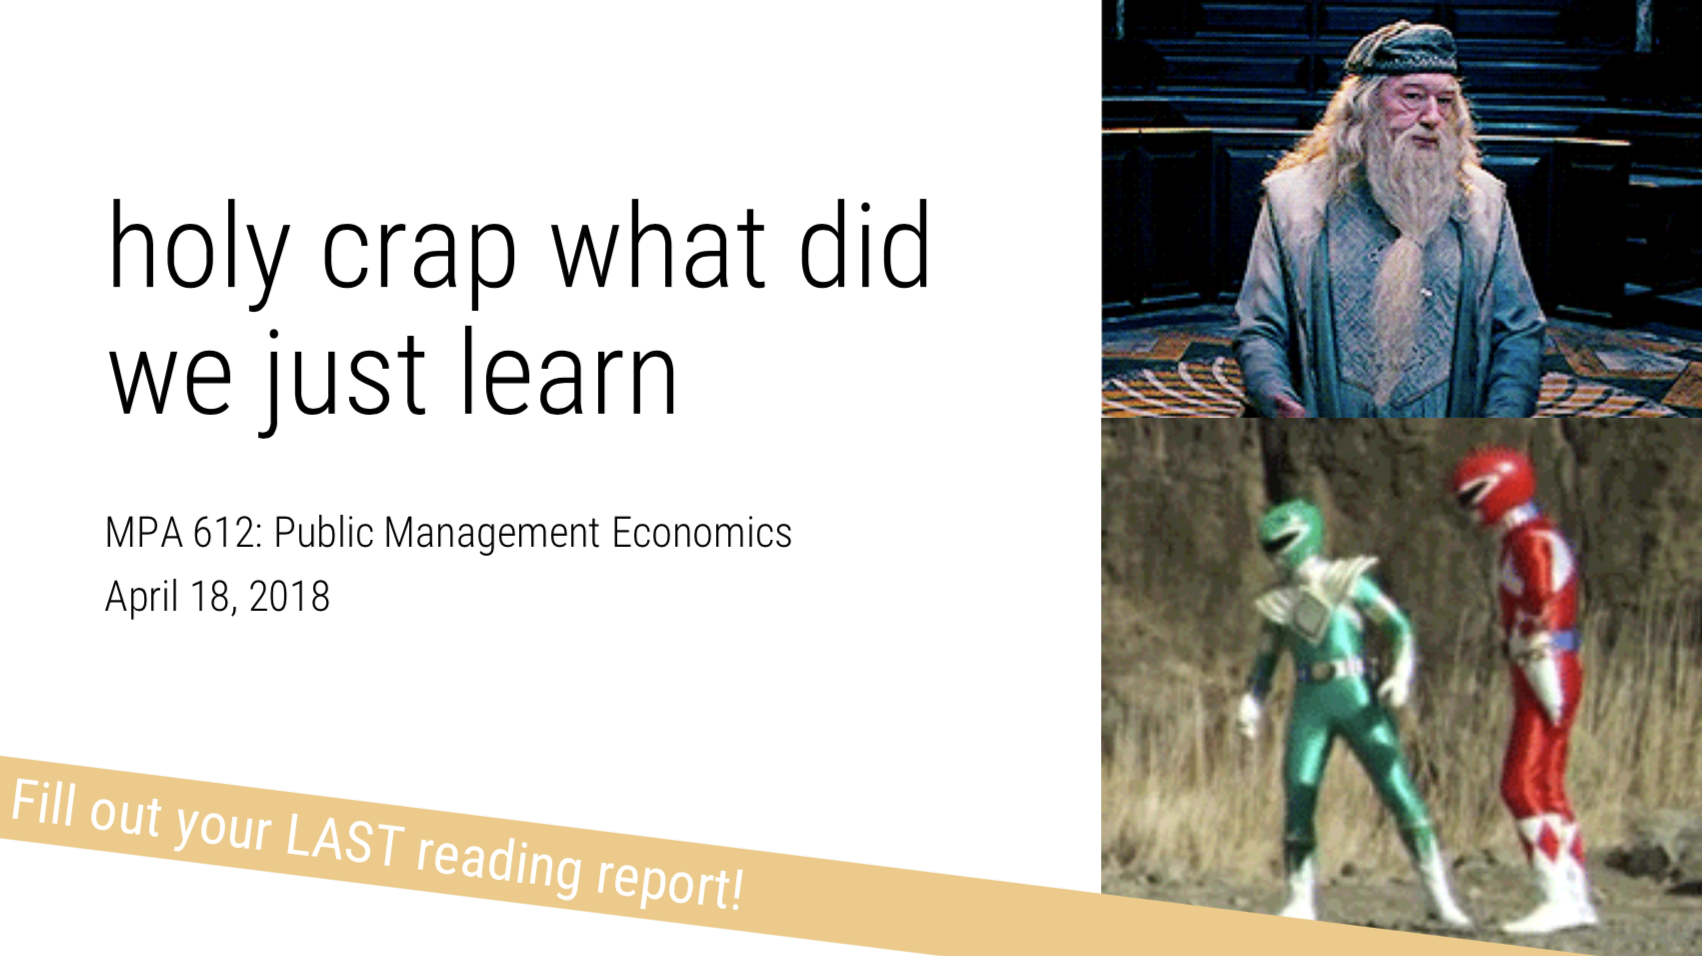 holy crap what did
we just learn
MPA 612: Public Management Economics
April 18, 2018
Fill out your LAST reading report!